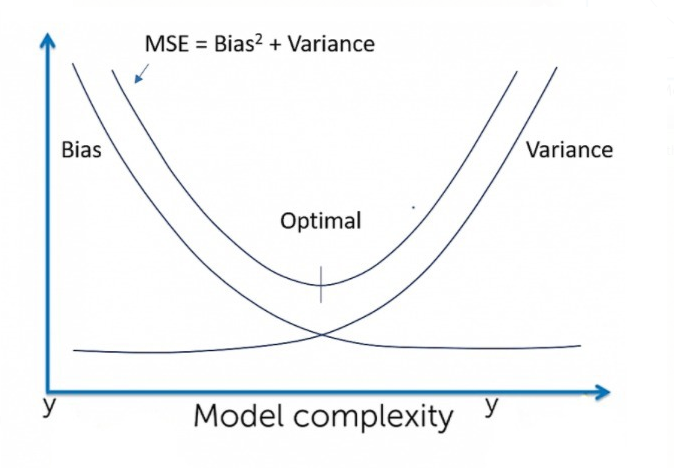 MSE = Bias² + Variance
Bias
Variance
Optimal
y
Model complexity
y